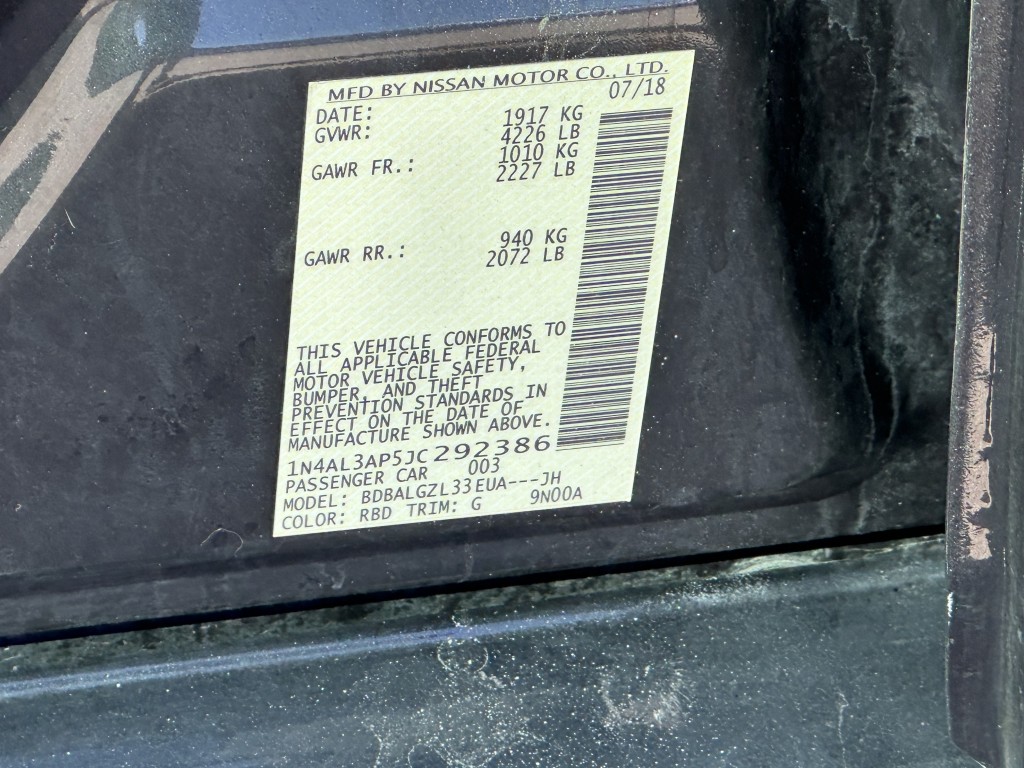 MFD BY NISSAN MOTOR CO., LTD.
DATE: 07/18
GVWR: 1917 KG
4226 LB
GAWR FR.: 1010 KG
2227 LB
GAWR RR.: 940 KG
2072 LB
THIS VEHICLE CONFORMS TO
ALL APPLICABLE FEDERAL
MOTOR VEHICLE SAFETY,
BUMPER, AND THEFT
PREVENTION STANDARDS IN
EFFECT ON THE DATE OF
MANUFACTURE SHOWN ABOVE.
1N4AL3AP5JC292386
PASSENGER CAR 003
MODEL: BDBALGZL33EUA---JH
COLOR: RBD TRIM: G 9N00A